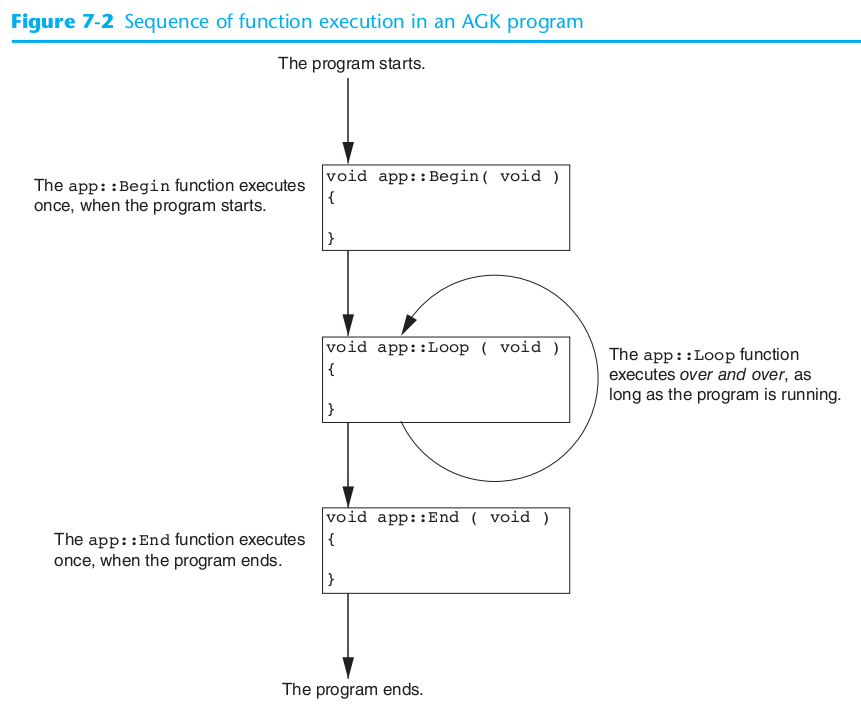 Figure 7-2 Sequence of function execution in an AGK program
The program starts.
The app::Begin function executes
once, when the program starts.
void app::Begin( void )
{
}
void app::Loop ( void )
{
}
The app::Loop function
executes over and over, as
long as the program is running.
The app::End function executes
once, when the program ends.
void app::End ( void )
{
}
The program ends.